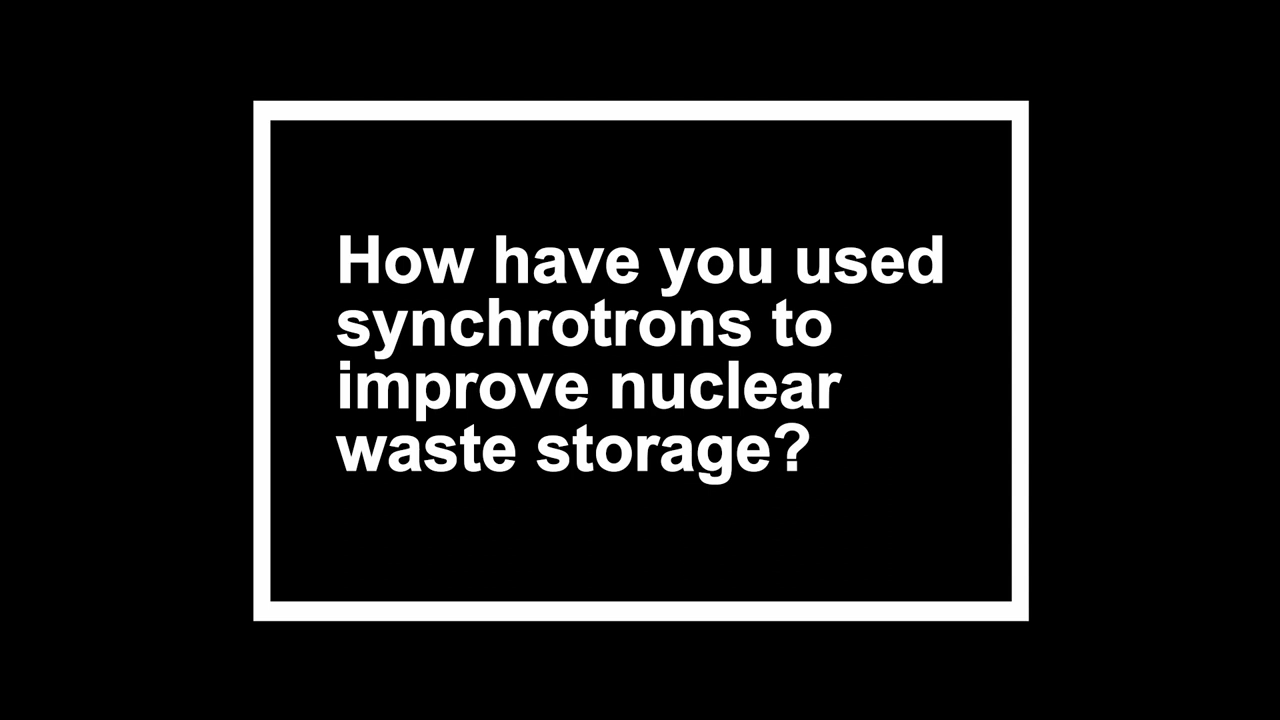 How have you used
synchrotrons to
improve nuclear
waste storage?